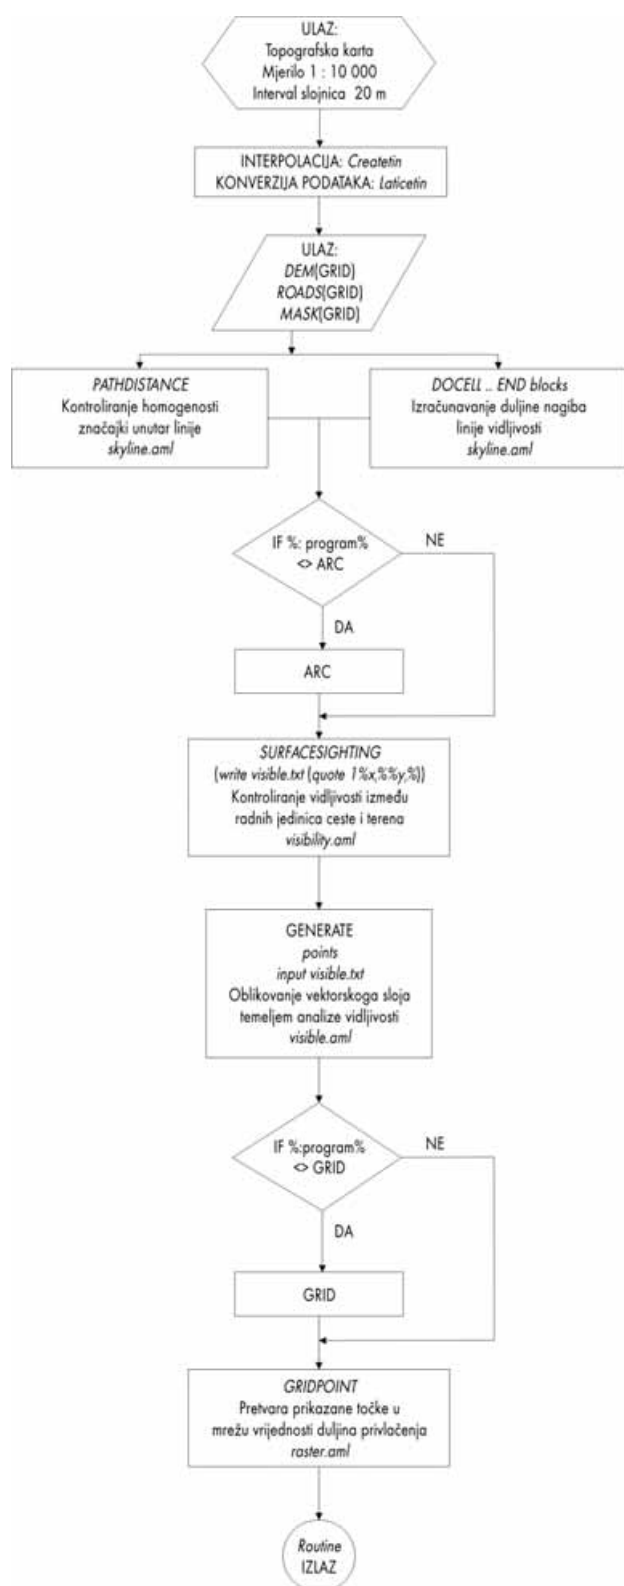 ULAZ:
Topografska karta
Mjerilo 1 : 10 000
Interval slojnica 20 m
INTERPOLACIJA: Createtin
KONVERZIJA PODATAKA: Laticetin
ULAZ:
DEM(GRID)
ROADS(GRID)
MASK(GRID)
PATHDISTANCE
Kontroliranje homogenosti
značajki unutar linije
skyline.aml
DOCELL .. END blocks
Izračunavanje duljine nagiba
linije vidljivosti
skyline.aml
IF %: program%
<> ARC
NE
DA
ARC
SURFACESIGHTING
(write visible.txt (quote 1%x,%%y,%))
Kontroliranje vidljivosti između
radnih jedinica ceste i terena
visibility.aml
GENERATE
points
input visible.txt
Oblikovanje vektorskoga sloja
temeljem analize vidljivosti
visible.aml
IF %:program%
<> GRID
NE
DA
GRID
GRIDPOINT
Pretvara prikazane točke u
mrežu vrijednosti duljina privlačenja
raster.aml
Routine
IZLAZ